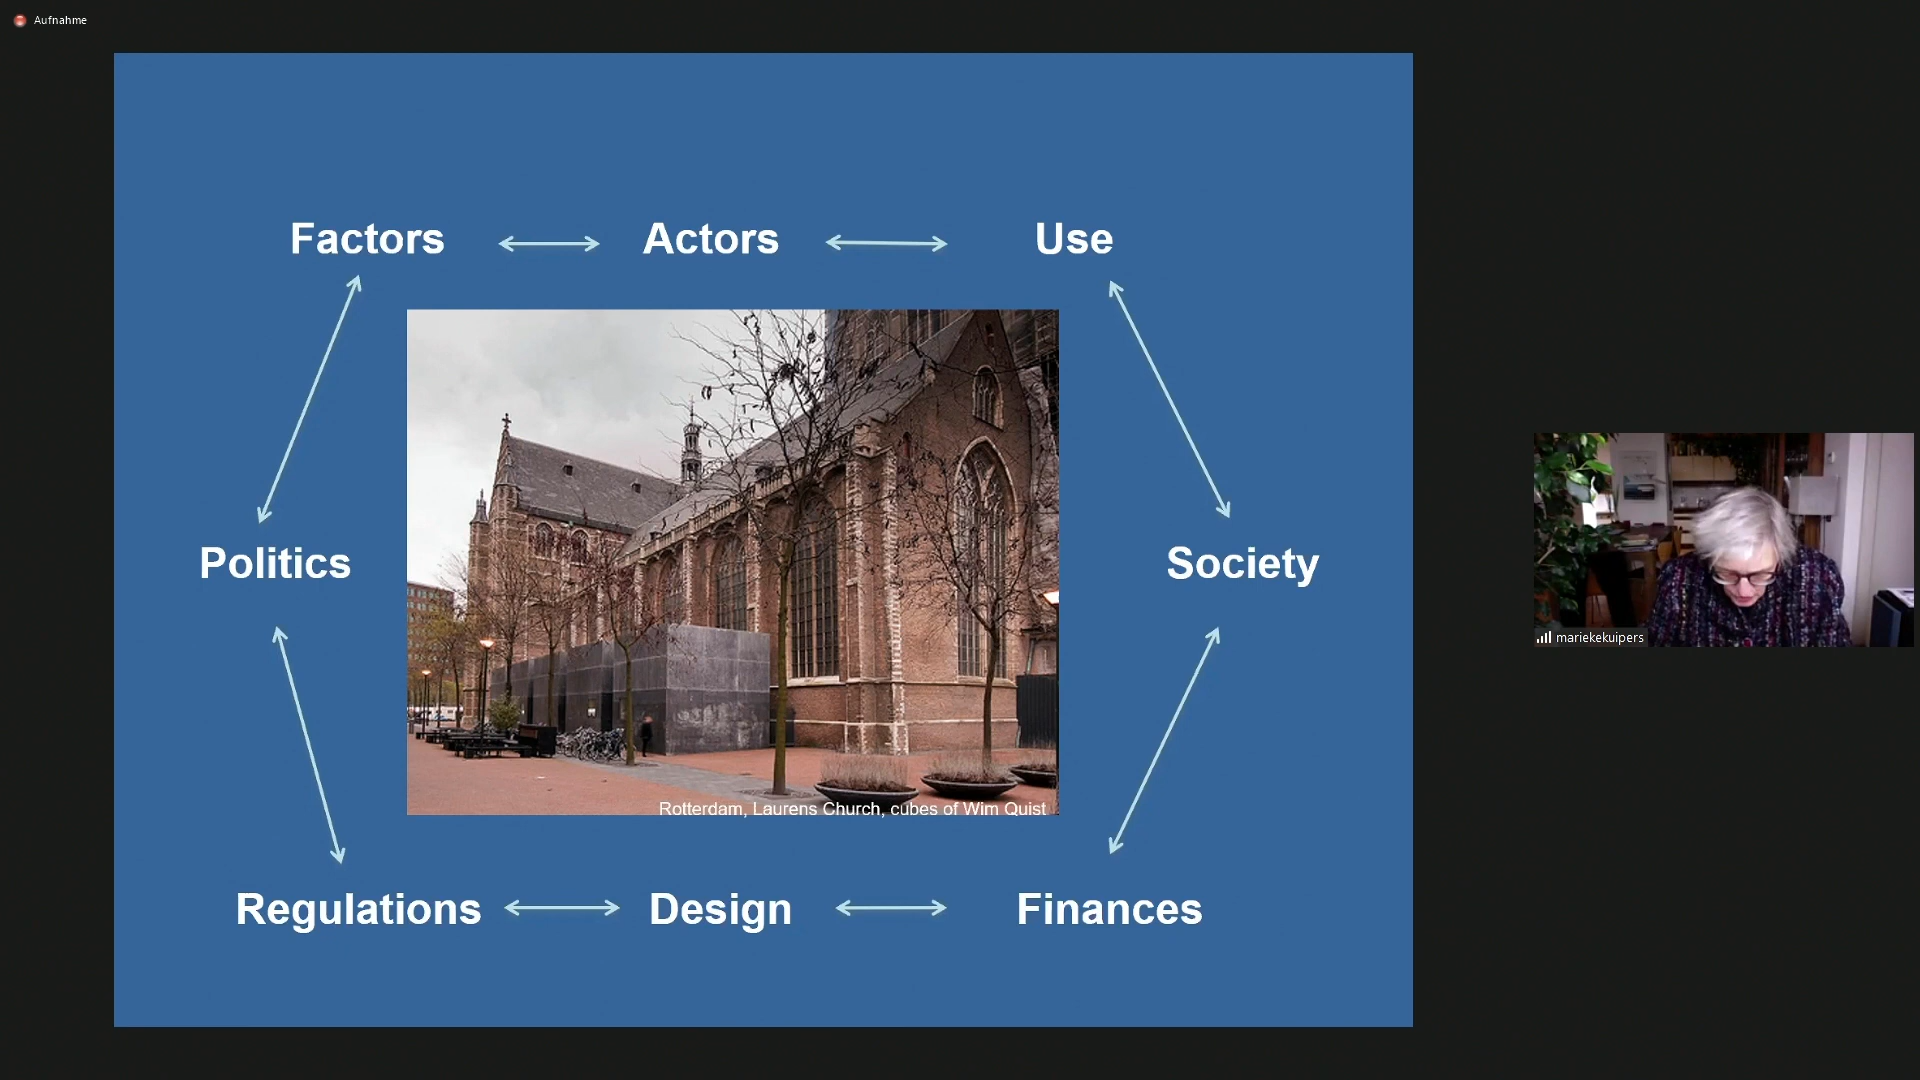 Aufnahme
Factors Actors Use
Politics Society
Rotterdam, Laurens Church, cubes of Wim Quist
Regulations Design Finances
mariekekuipers